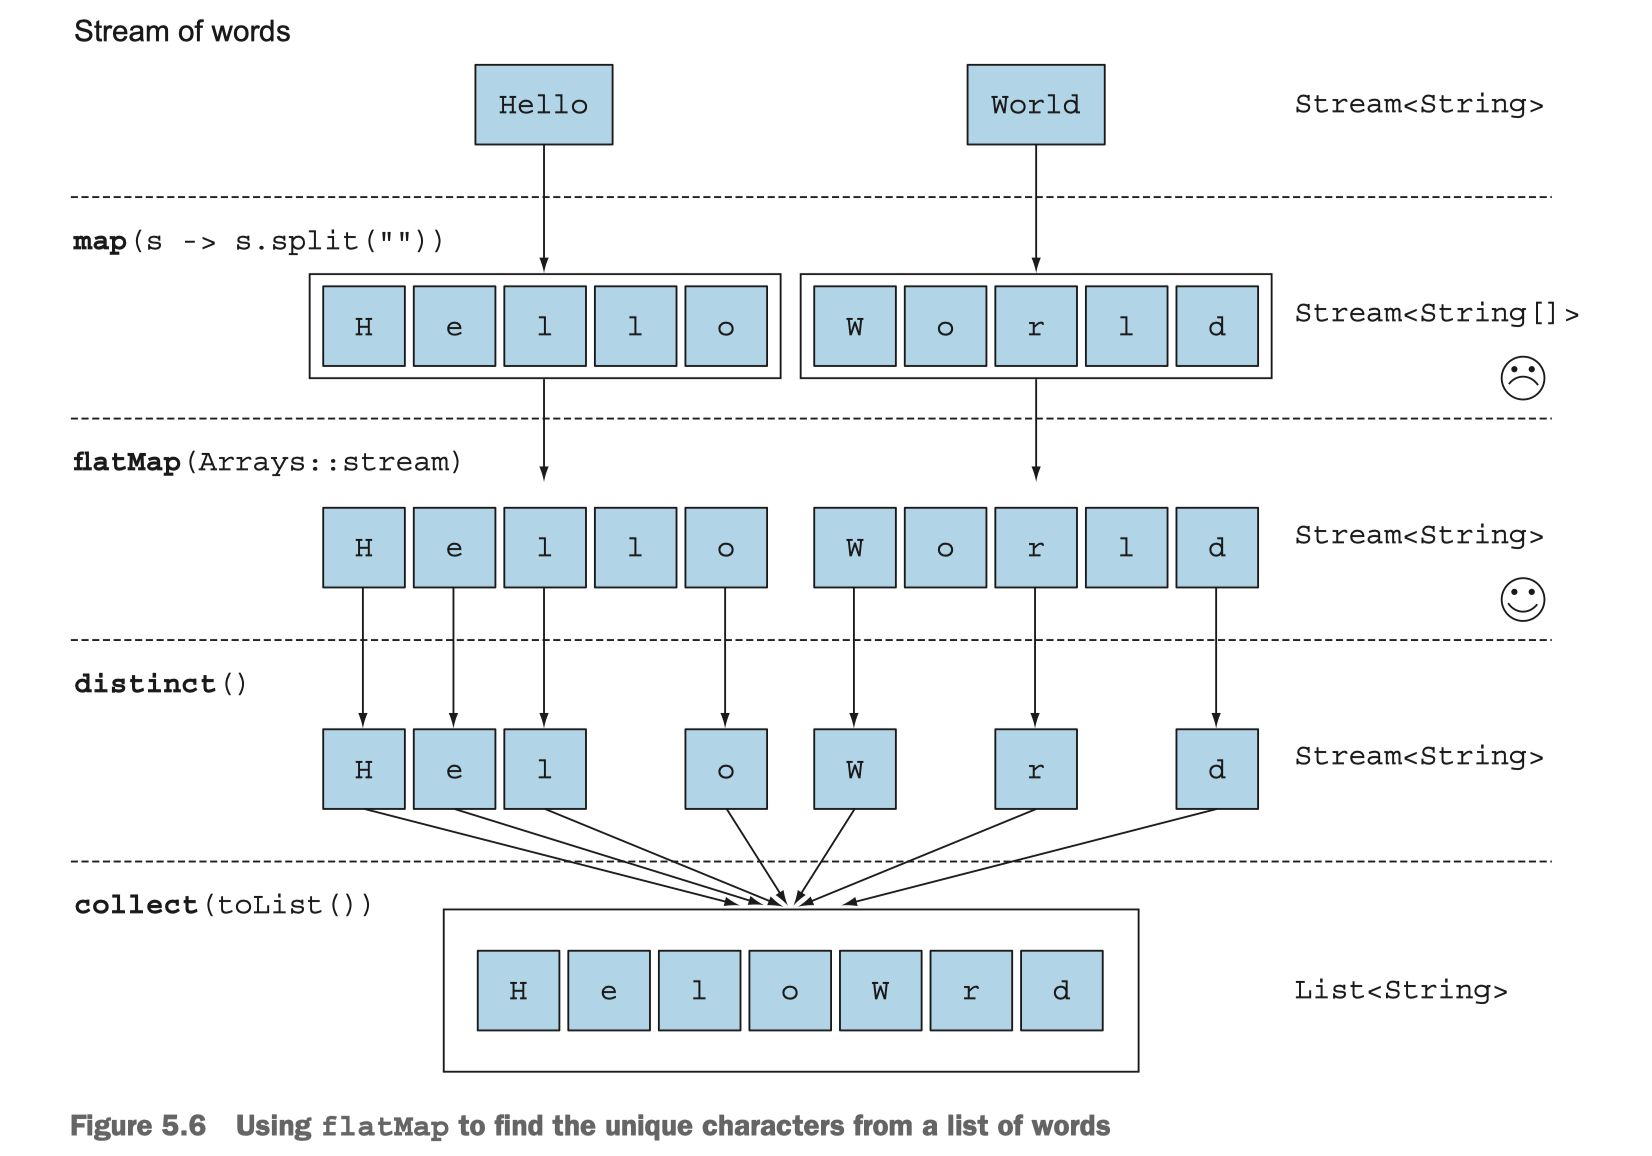 Stream of words
Hello World Stream<String>
map(s -> s.split(""))
H e l l o W o r l d Stream<String[]>
flatMap(Arrays::stream)
H e l l o W o r l d Stream<String>
distinct()
H e l o W r d Stream<String>
collect(toList())
H e l o W r d List<String>
Figure 5.6 Using flatMap to find the unique characters from a list of words